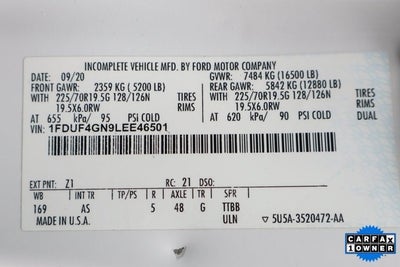 INCOMPLETE VEHICLE MFD. BY FORD MOTOR COMPANY
DATE: 09/20 GVWR: 7484 KG (16500 LB)
FRONT GAWR: 2359 KG ( 5200 LB) REAR GAWR: 5842 KG (12880 LB)
WITH 225/70R19.5G 128/126N WITH 225/70R19.5G 128/126N
TIRES 19.5X6.0RW TIRES 19.5X6.0RW
RIMS RIMS Dual
AT 655 kPa/ 95 PSI COLD AT 620 kPa/ 90 PSI COLD
VIN: 1FDUF4GN9LEE46501
EXT PNT: Z1 RC: 21 DSO:
WB INT TR TP/PS R AXLE TR SFR
169 AS 5 48 G TTBB
MADE IN U.S.A. ULN 5U5A-3520472-AA
CARFAX
1 OWNER